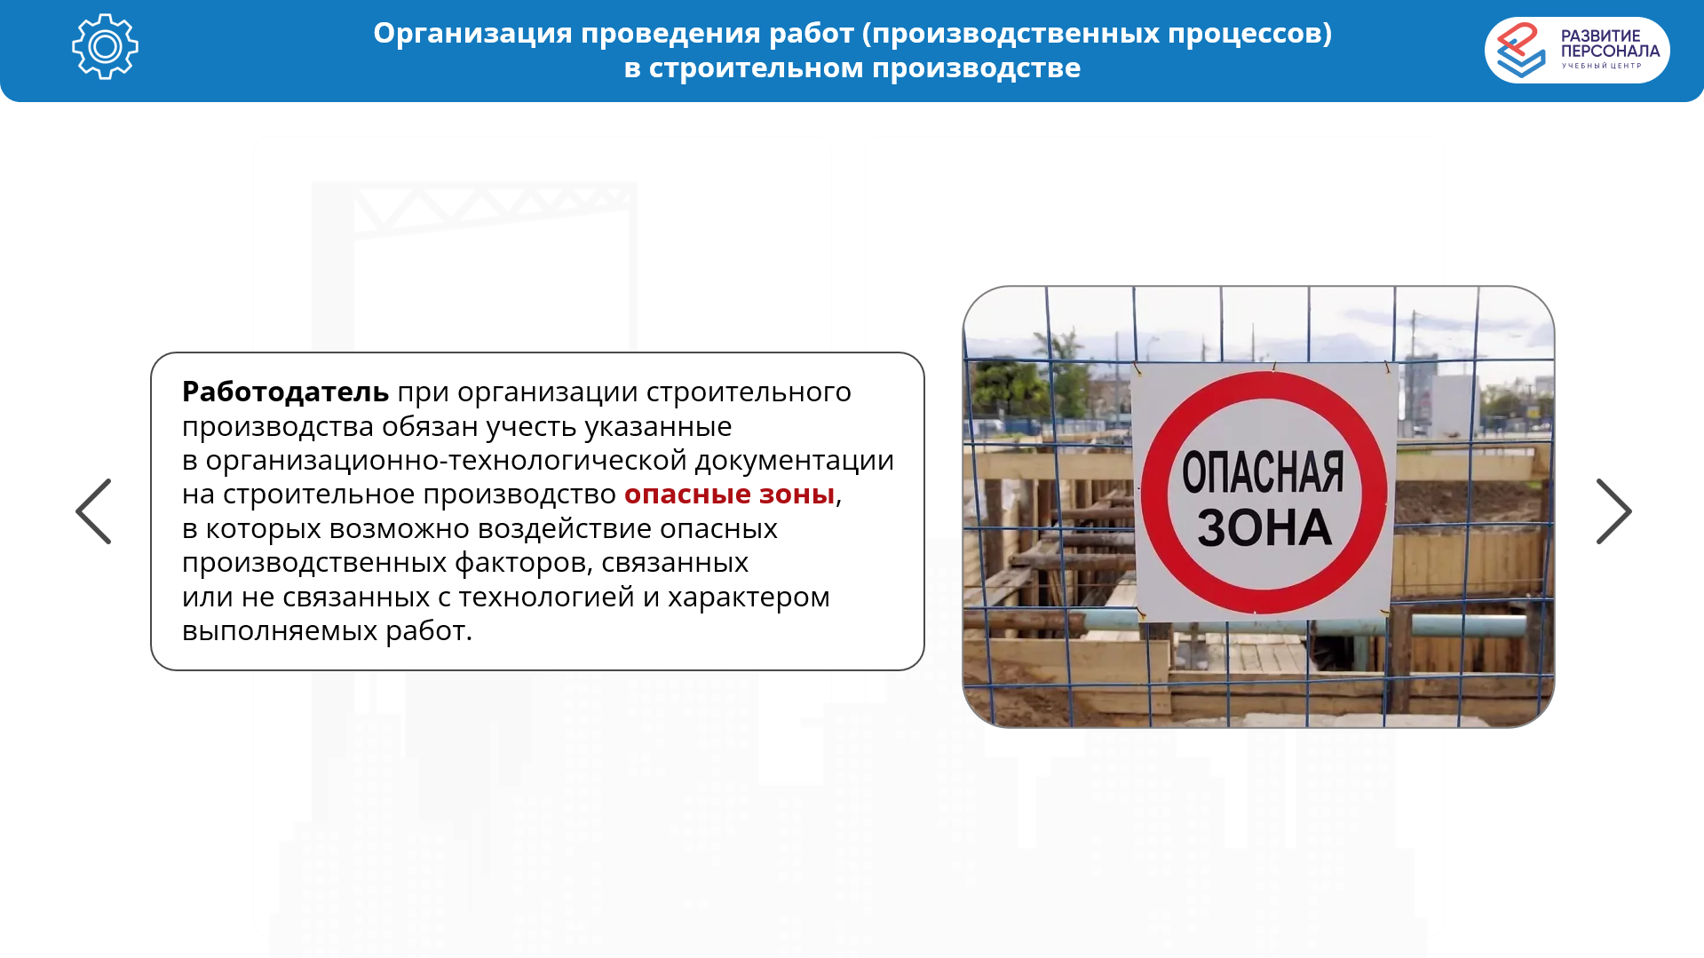 Организация проведения работ (производственных процессов)
в строительном производстве
РАЗВИТИЕ
ПЕРСОНАЛА
УЧЕБНЫЙ ЦЕНТР
Работодатель при организации строительного
производства обязан учесть указанные
в организационно-технологической документации
на строительное производство опасные зоны,
в которых возможно воздействие опасных
производственных факторов, связанных
или не связанных с технологией и характером
выполняемых работ.
ОПАСНАЯ
ЗОНА